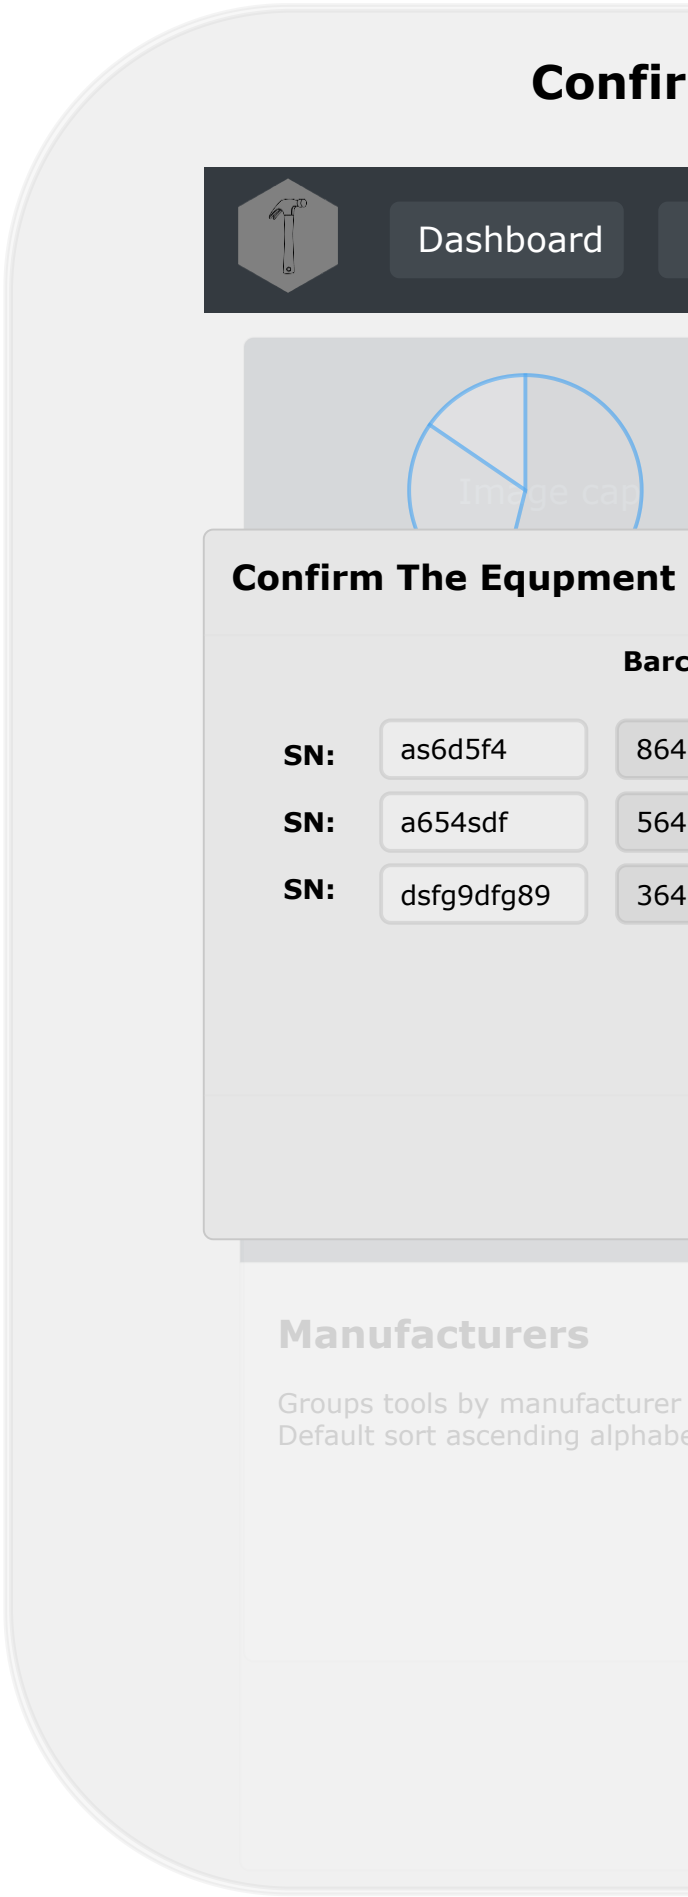 Confir
Dashboard
Image cap
Confirm The Equpment
Barc
SN: as6d5f4 864
SN: a654sdf 564
SN: dsfg9dfg89 364
Manufacturers
Groups tools by manufacturer
Default sort ascending alphabe